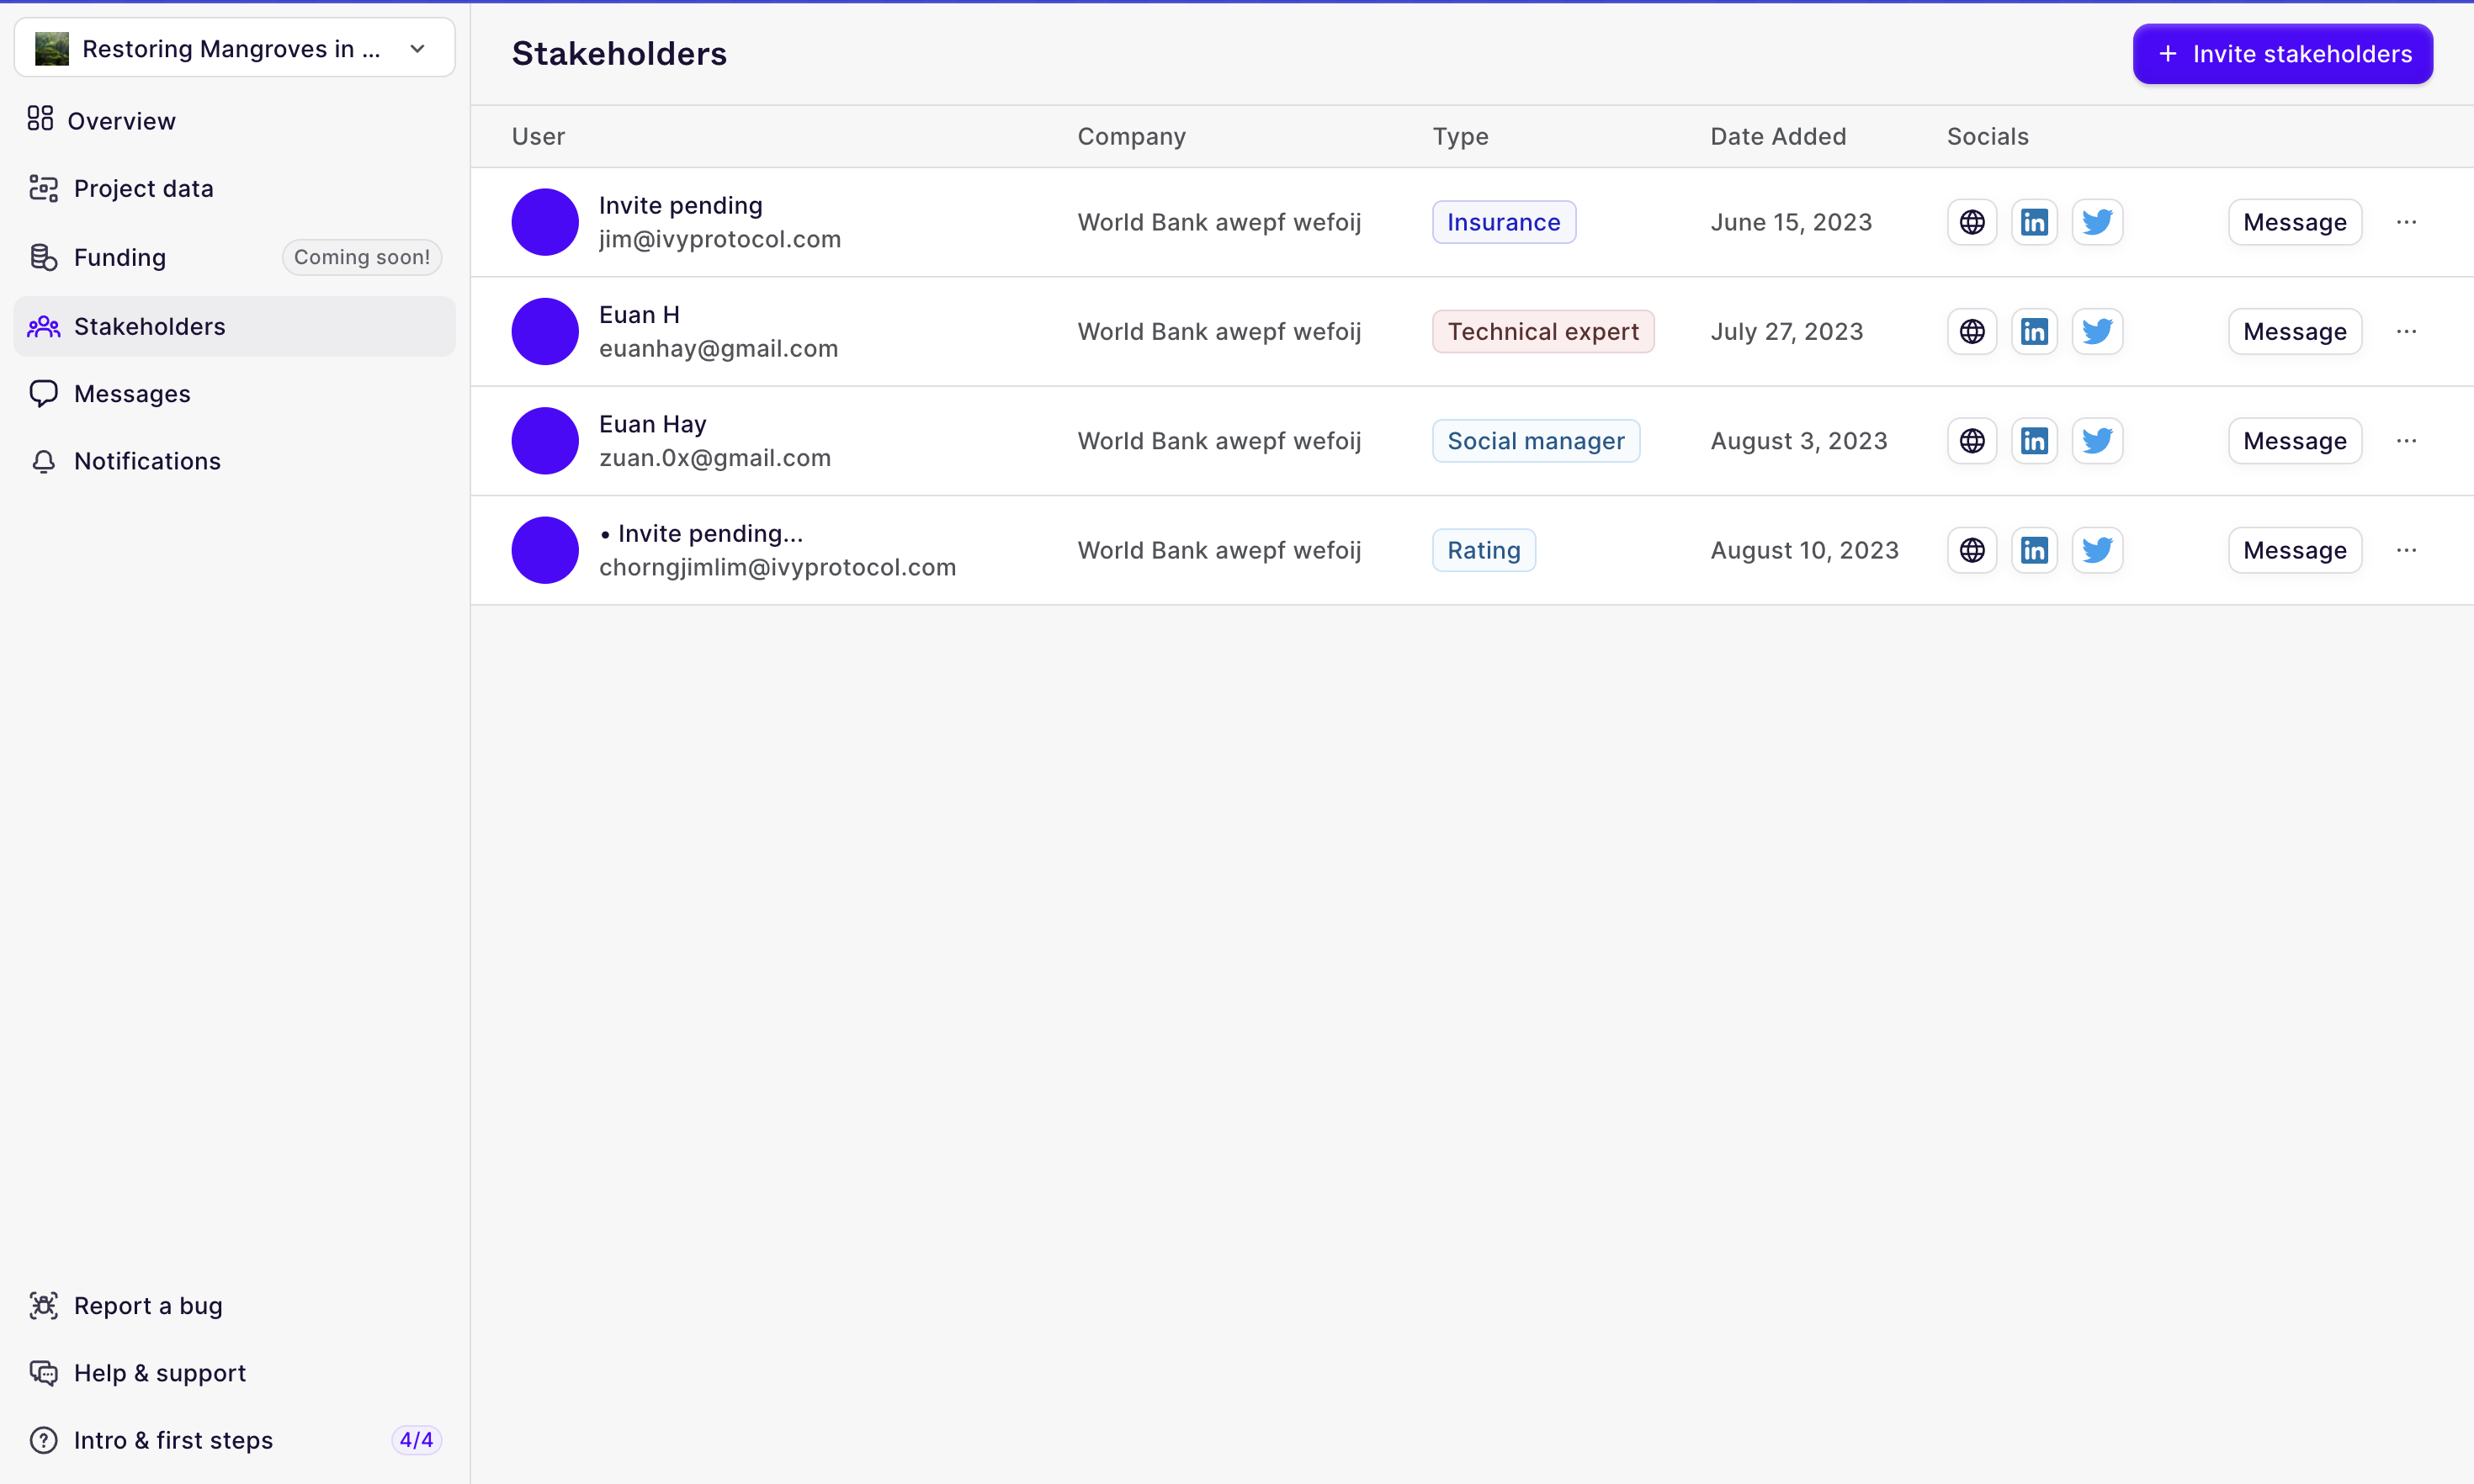 Restoring Mangroves in ...
Overview
Project data
Funding
Coming soon!
Stakeholders
Messages
Notifications
Report a bug
Help & support
Intro & first steps
4/4
Stakeholders
+ Invite stakeholders
User Company Type Date Added Socials
Invite pending
jim@ivyprotocol.com
World Bank awepf wefoij
Insurance
June 15, 2023
in
Message
Euan H
euanhay@gmail.com
World Bank awepf wefoij
Technical expert
July 27, 2023
in
Message
Euan Hay
zuan.0x@gmail.com
World Bank awepf wefoij
Social manager
August 3, 2023
in
Message
• Invite pending...
chorngjimlim@ivyprotocol.com
World Bank awepf wefoij
Rating
August 10, 2023
in
Message